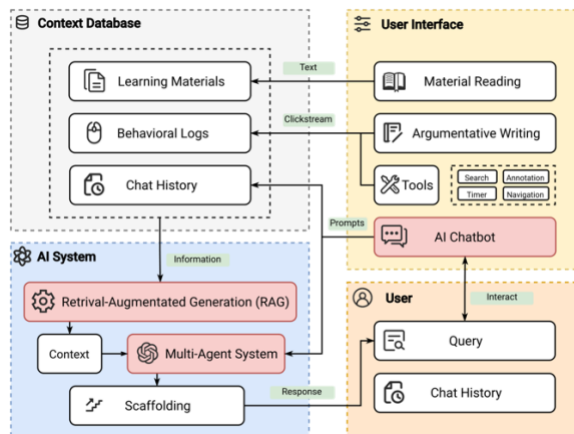 Context Database
User Interface
Learning Materials
Text
Material Reading
Behavioral Logs
Clickstream
Argumentative Writing
Chat History
Tools
Search
Annotation
Timer
Navigation
Prompts
AI Chatbot
AI System
Information
Retrival-Augmentated Generation (RAG)
User
Interact
Context
Multi-Agent System
Query
Scaffolding
Response
Chat History